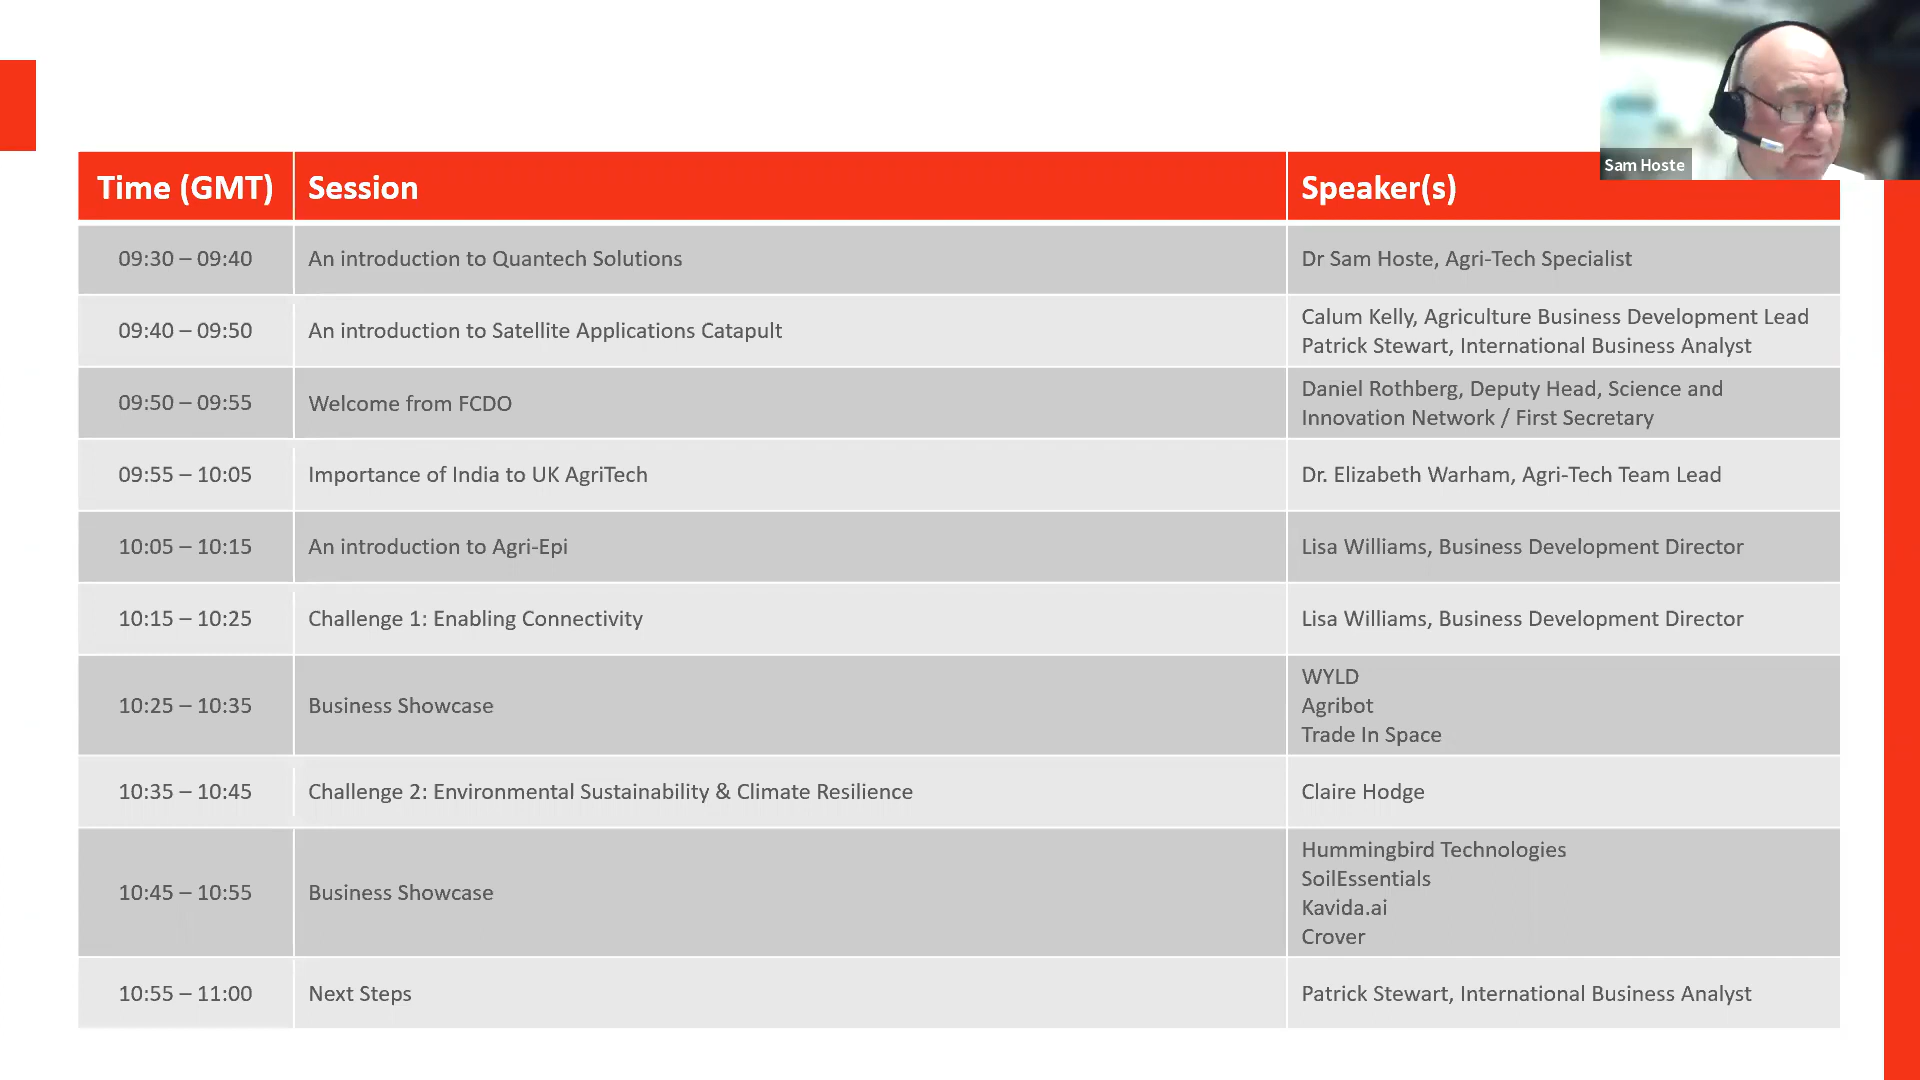 Sam Hoste
Time (GMT) Session Speaker(s)
09:30 – 09:40 An introduction to Quantech Solutions Dr Sam Hoste, Agri-Tech Specialist
09:40 – 09:50 An introduction to Satellite Applications Catapult Calum Kelly, Agriculture Business Development Lead
Patrick Stewart, International Business Analyst
09:50 – 09:55 Welcome from FCDO Daniel Rothberg, Deputy Head, Science and
Innovation Network / First Secretary
09:55 – 10:05 Importance of India to UK AgriTech Dr. Elizabeth Warham, Agri-Tech Team Lead
10:05 – 10:15 An introduction to Agri-Epi Lisa Williams, Business Development Director
10:15 – 10:25 Challenge 1: Enabling Connectivity Lisa Williams, Business Development Director
10:25 – 10:35 Business Showcase WYLD
Agribot
Trade In Space
10:35 – 10:45 Challenge 2: Environmental Sustainability & Climate Resilience Claire Hodge
10:45 – 10:55 Business Showcase Hummingbird Technologies
SoilEssentials
Kavida.ai
Crover
10:55 – 11:00 Next Steps Patrick Stewart, International Business Analyst